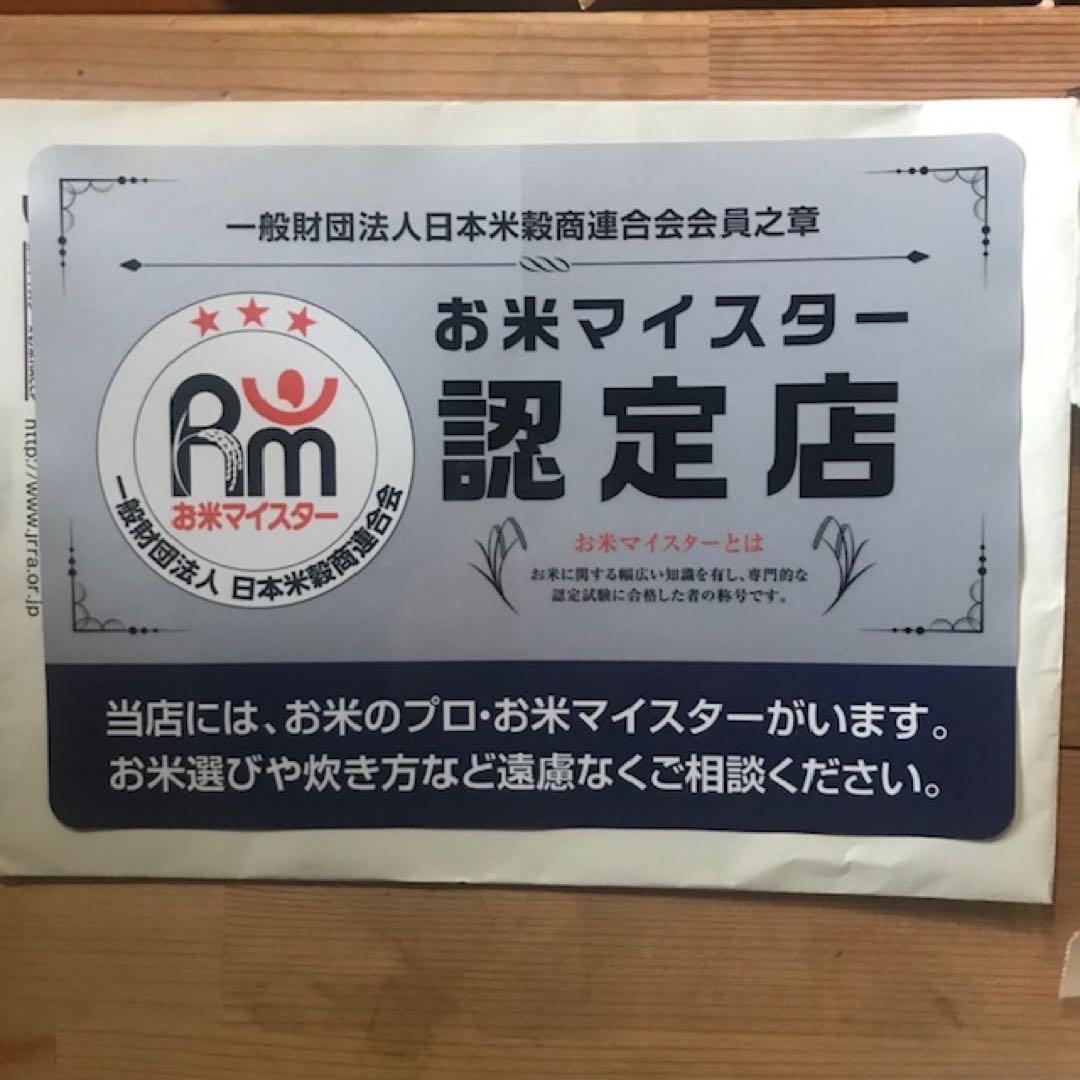 一般財団法人日本米穀商連合会会員之章
お米マイスター
認定店
Rm
お米マイスター
一般財団法人 日本米穀商連合会
お米マイスターとは
お米に関する幅広い知識を有し、専門的な
認定試験に合格した者の称号です。
当店には、お米のプロ・お米マイスターがいます。
お米選びや炊き方など遠慮なくご相談ください。
http://www.jrra.or.jp